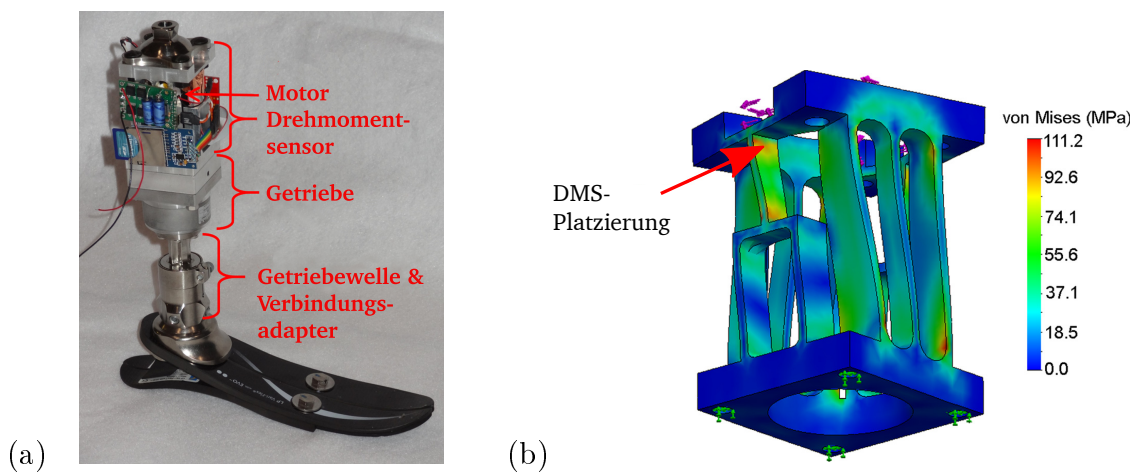 Motor
Drehmoment-
sensor
Getriebe
Getriebewelle &
Verbindungs-
adapter
(a)
DMS-
Platzierung
von Mises (MPa)
111.2
92.6
74.1
55.6
37.1
18.5
0.0
(b)